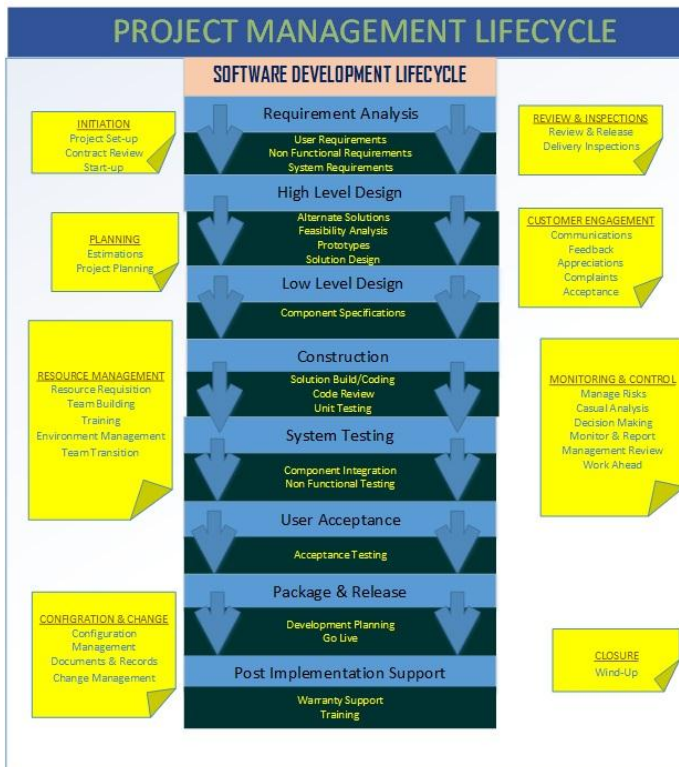 PROJECT MANAGEMENT LIFECYCLE
SOFTWARE DEVELOPMENT LIFECYCLE
Requirement Analysis
User Requirements
Non Functional Requirements
System Requirements
High Level Design
Alternate Solutions
Feasibility Analysis
Prototypes
Solution Design
Low Level Design
Component Specifications
Construction
Solution Build/Coding
Code Review
Unit Testing
System Testing
Component Integration
Non Functional Testing
User Acceptance
Acceptance Testing
Package & Release
Development Planning
Go Live
Post Implementation Support
Warranty Support
Training
INITIATION
Project Set-up
Contract Review
Start-up
PLANNING
Estimations
Project Planning
RESOURCE MANAGEMENT
Resource Requisition
Team Building
Training
Environment Management
Team Transition
CONFIGRATION & CHANGE
Configuration
Management
Documents & Records
Change Management
REVIEW & INSPECTIONS
Review & Release
Delivery Inspections
CUSTOMER ENGAGEMENT
Communications
Feedback
Appreciations
Complaints
Acceptance
MONITORING & CONTROL
Manage Risks
Casual Analysis
Decision Making
Monitor & Report
Management Review
Work Ahead
CLOSURE
Wind-Up